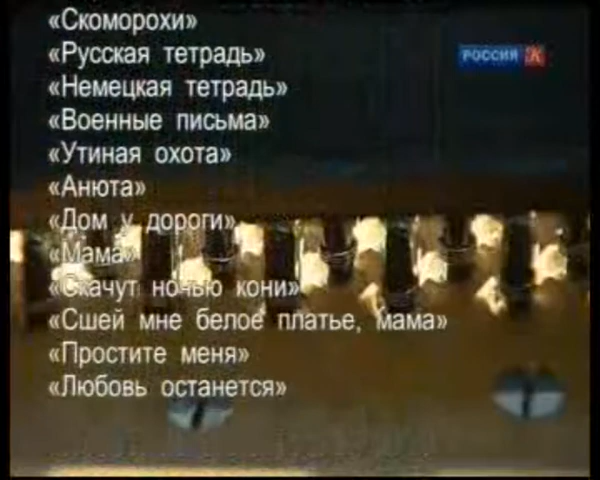 «Скоморохи»
«Русская тетрадь»
РОССИЯ К
«Немецкая тетрадь»
«Военные письма»
«Утиная охота»
«Анюта»
«Дом у дороги»
«Мама»
«Скачут ночью кони»
«Сшей мне белое платье, мама»
«Простите меня»
«Любовь останется»